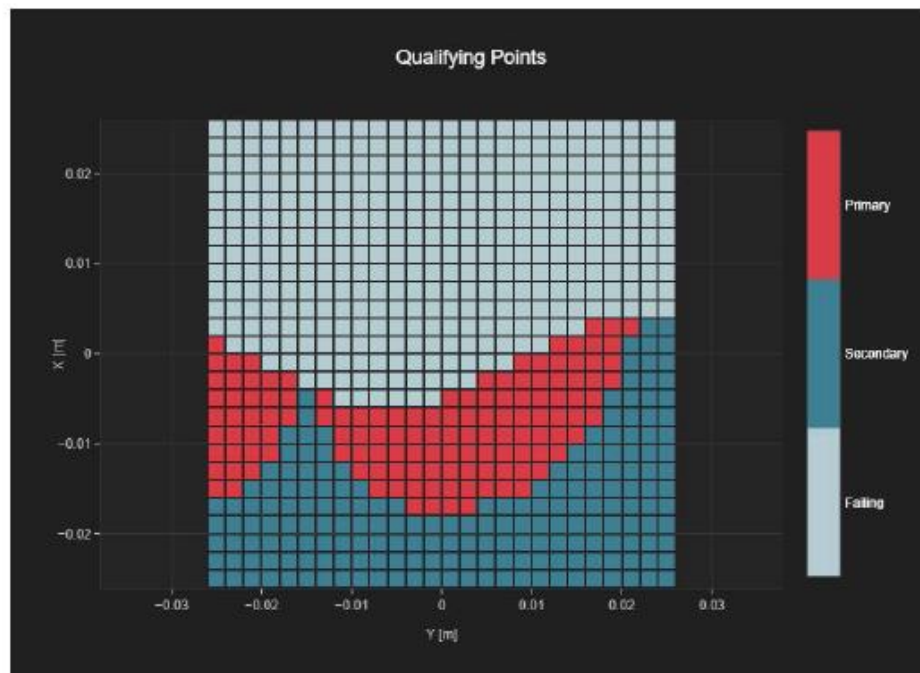 Qualifying Points
0.02
0.01
0
−0.01
−0.02
X [m]
−0.03
−0.02
−0.01
0
0.01
0.02
0.03
Y [m]
Primary
Secondary
Failing